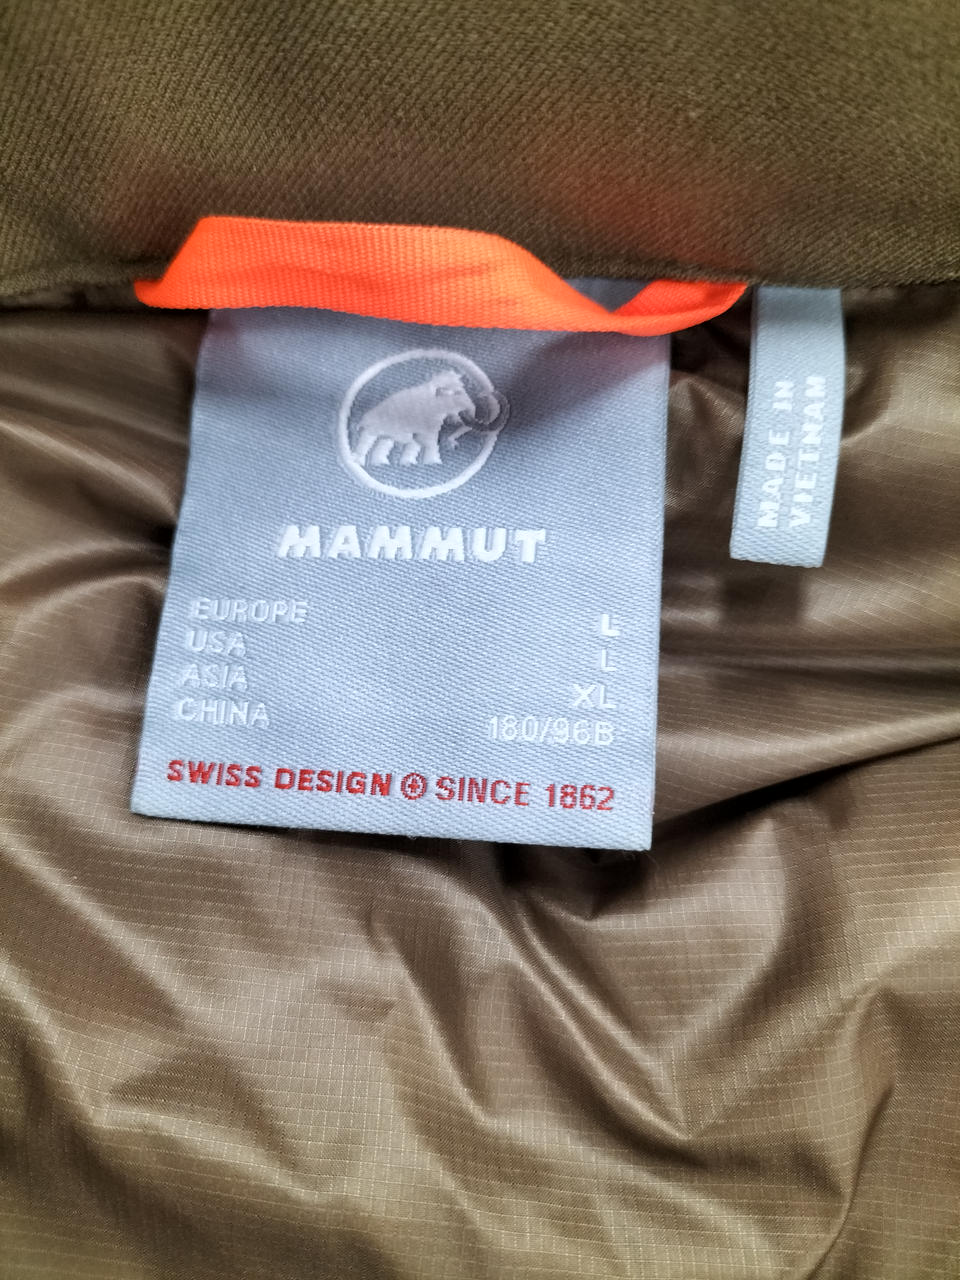 MAMMUT
EUROPE L
USA L
ASIA XL
CHINA 180/96B
SWISS DESIGN SINCE 1862
MADE IN
VIETNAM